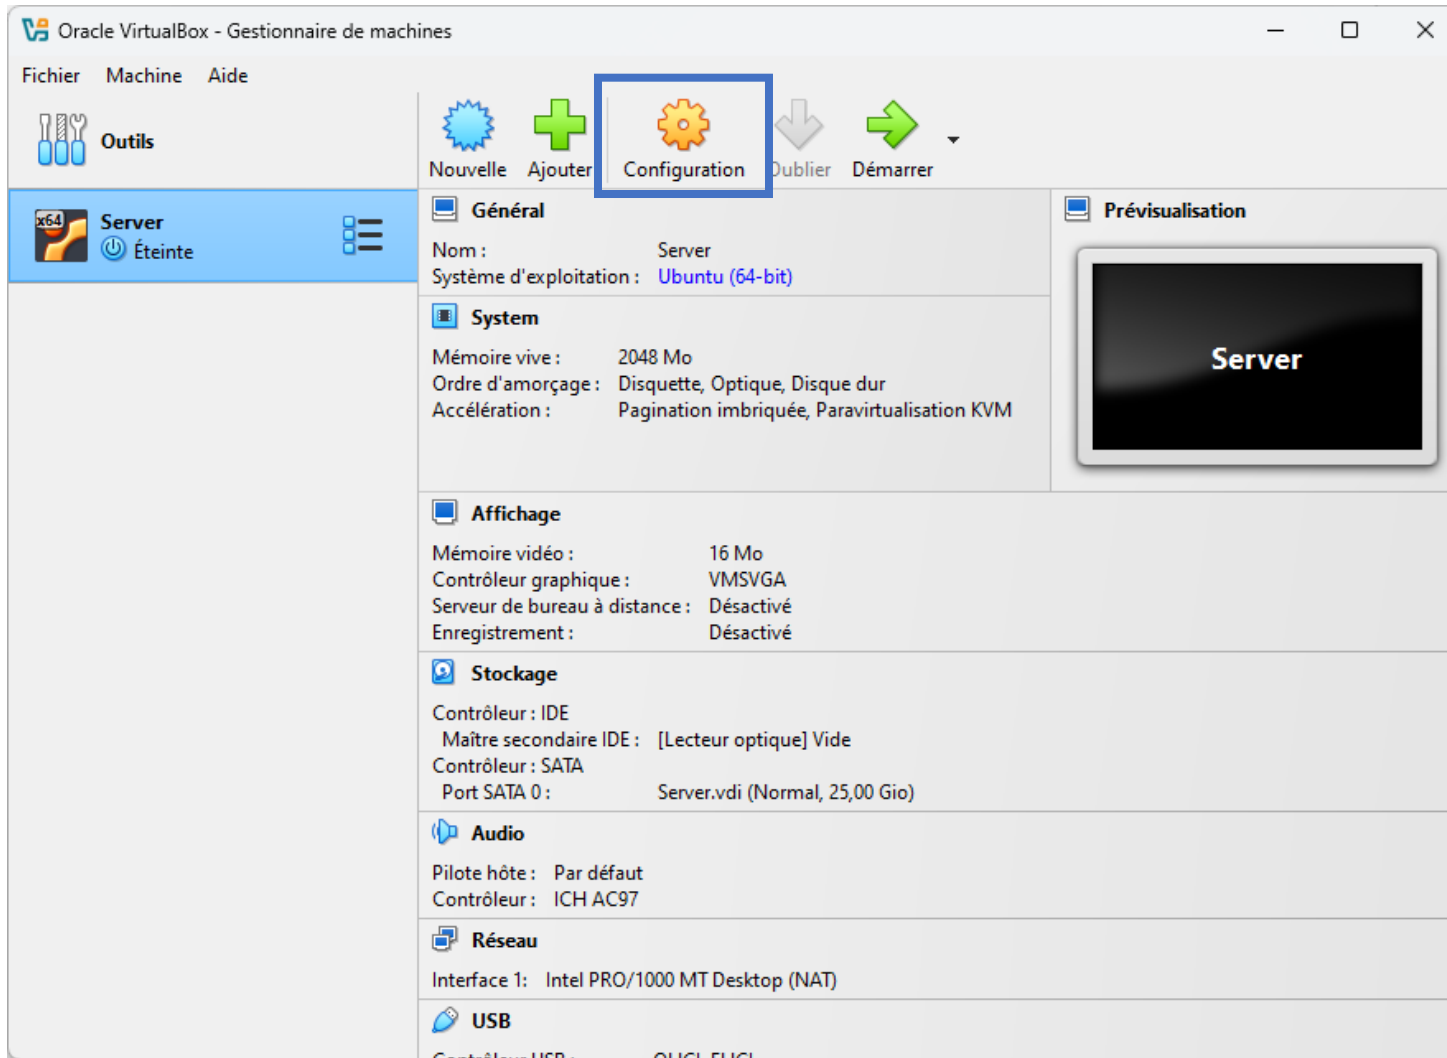 Oracle VirtualBox - Gestionnaire de machines
Fichier Machine Aide
Outils
Nouvelle Ajouter Configuration Oublier Démarrer
x64 Server
Éteinte
Général
Nom : Server
Système d'exploitation : Ubuntu (64-bit)
Prévisualisation
Server
System
Mémoire vive : 2048 Mo
Ordre d'amorçage : Disquette, Optique, Disque dur
Accélération : Pagination imbriquée, Paravirtualisation KVM
Affichage
Mémoire vidéo : 16 Mo
Contrôleur graphique : VMSVGA
Serveur de bureau à distance : Désactivé
Enregistrement : Désactivé
Stockage
Contrôleur : IDE
Maître secondaire IDE : [Lecteur optique] Vide
Contrôleur : SATA
Port SATA 0 : Server.vdi (Normal, 25,00 Gio)
Audio
Pilote hôte : Par défaut
Contrôleur : ICH AC97
Réseau
Interface 1: Intel PRO/1000 MT Desktop (NAT)
USB
Contrôleur USB : OHCI, EHCI